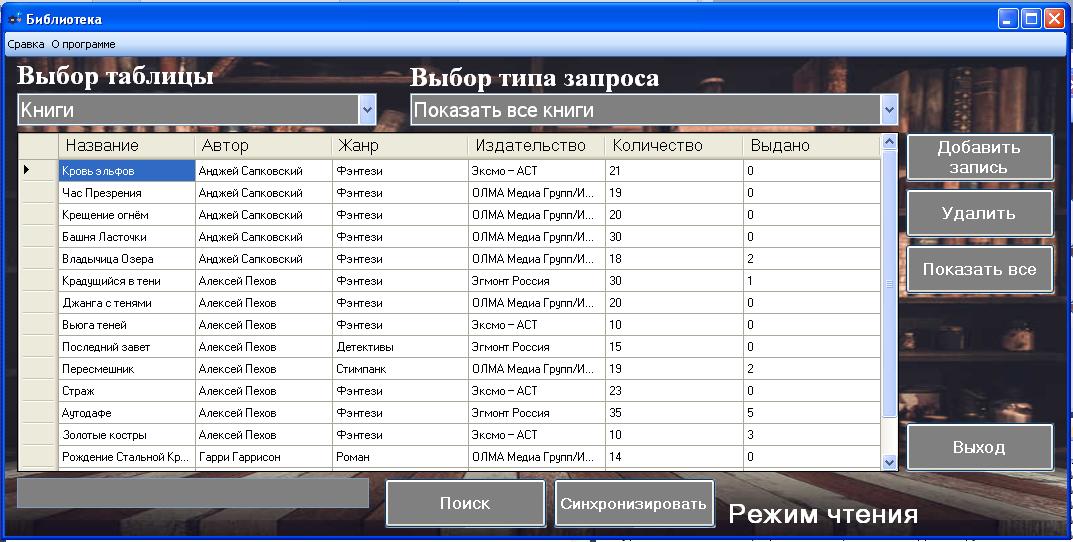 Библиотека
Сравка О программе
Выбор таблицы Выбор типа запроса
Книги Показать все книги
Название Автор Жанр Издательство Количество Выдано
Кровь эльфов Анджей Сапковский Фэнтези Эксмо – АСТ 21 0
Час Презрения Анджей Сапковский Фэнтези ОЛМА Медиа Групп/И... 19 0
Крещение огнём Анджей Сапковский Фэнтези ОЛМА Медиа Групп/И... 20 0
Башня Ласточки Анджей Сапковский Фэнтези ОЛМА Медиа Групп/И... 30 0
Владычица Озера Анджей Сапковский Фэнтези ОЛМА Медиа Групп/И... 18 2
Крадущийся в тени Алексей Пехов Фэнтези Эгмонт Россия 30 1
Джанга с тенями Алексей Пехов Фэнтези ОЛМА Медиа Групп/И... 20 0
Вьюга теней Алексей Пехов Фэнтези Эксмо – АСТ 10 0
Последний завет Алексей Пехов Детективы Эгмонт Россия 15 0
Пересмешник Алексей Пехов Стимпанк ОЛМА Медиа Групп/И... 19 2
Страж Алексей Пехов Фэнтези Эксмо – АСТ 23 0
Аутодафе Алексей Пехов Фэнтези Эгмонт Россия 35 5
Золотые костры Алексей Пехов Фэнтези Эксмо – АСТ 10 3
Рождение Стальной Кр... Гарри Гаррисон Роман ОЛМА Медиа Групп/И... 14 0
Добавить
запись
Удалить
Показать все
Выход
Поиск Синхронизировать Режим чтения